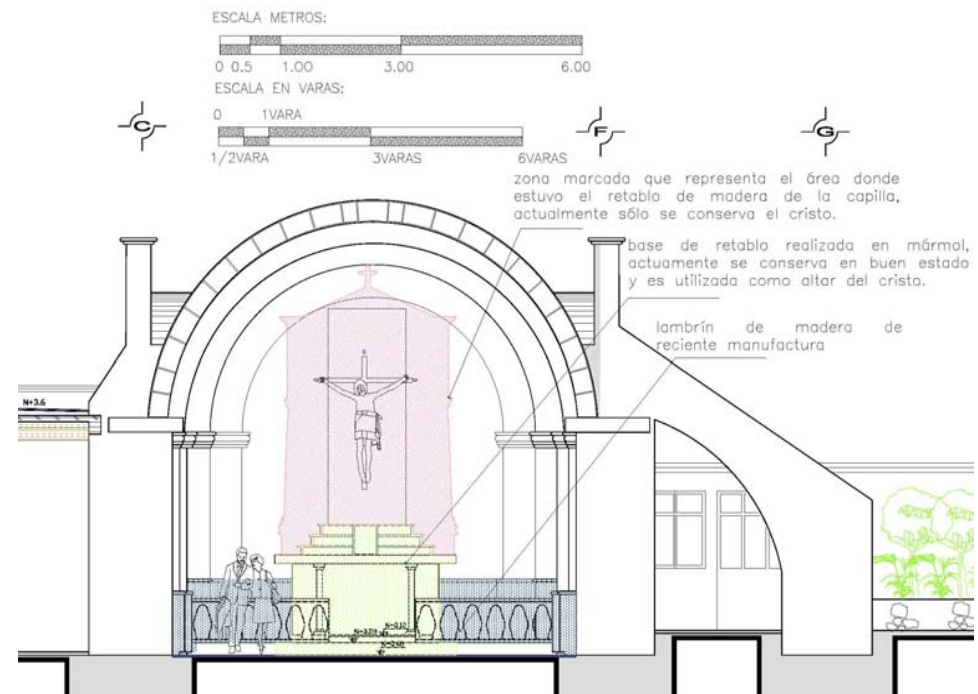 ESCALA METROS:
0 0.5 1.00 3.00 6.00
ESCALA EN VARAS:
0 1VARA
1/2VARA 3VARAS 6VARAS
C F G
zona marcada que representa el área donde
estuvo el retablo de madera de la capilla,
actualmente sólo se conserva el cristo.
base de retablo realizada en mármol,
actuamente se conserva en buen estado
y es utilizada como altar del cristo.
lambrín de madera de
reciente manufactura
N+3.6